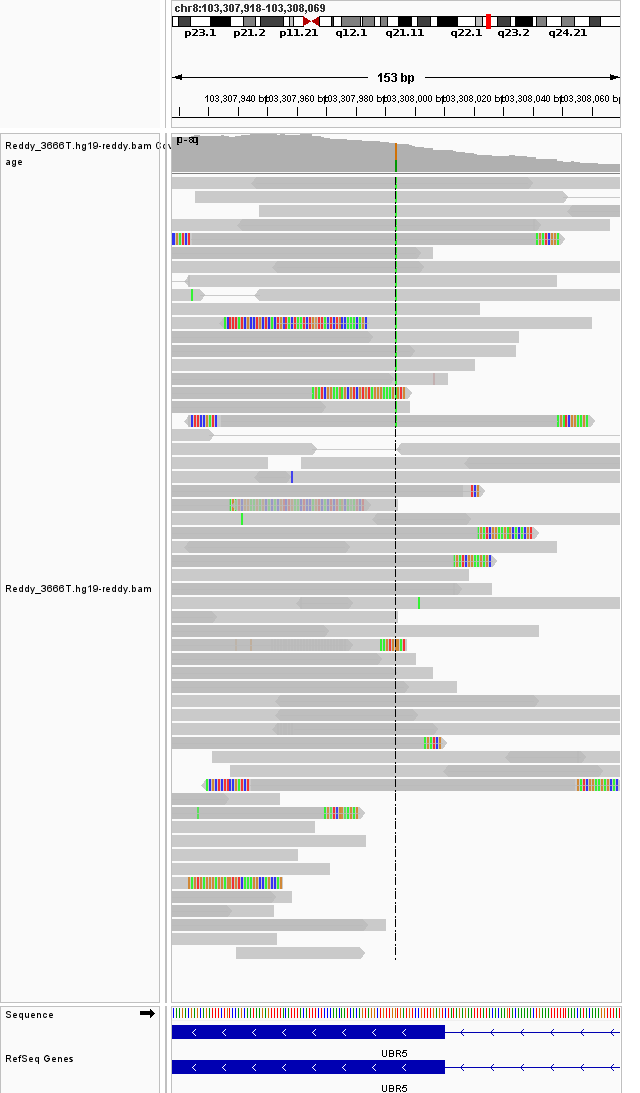 chr8:103,307,918-103,308,069
p23.1 p21.2 p11.21 q12.1 q21.11 q22.1 q23.2 q24.21
153 bp
103,307,940 bp 103,307,960 bp 103,307,980 bp 103,308,000 bp 103,308,020 bp 103,308,040 bp 103,308,060 bp
Reddy_3666T.hg19-reddy.bam Cov
age
Reddy_3666T.hg19-reddy.bam
Sequence
UBR5
RefSeq Genes
UBR5